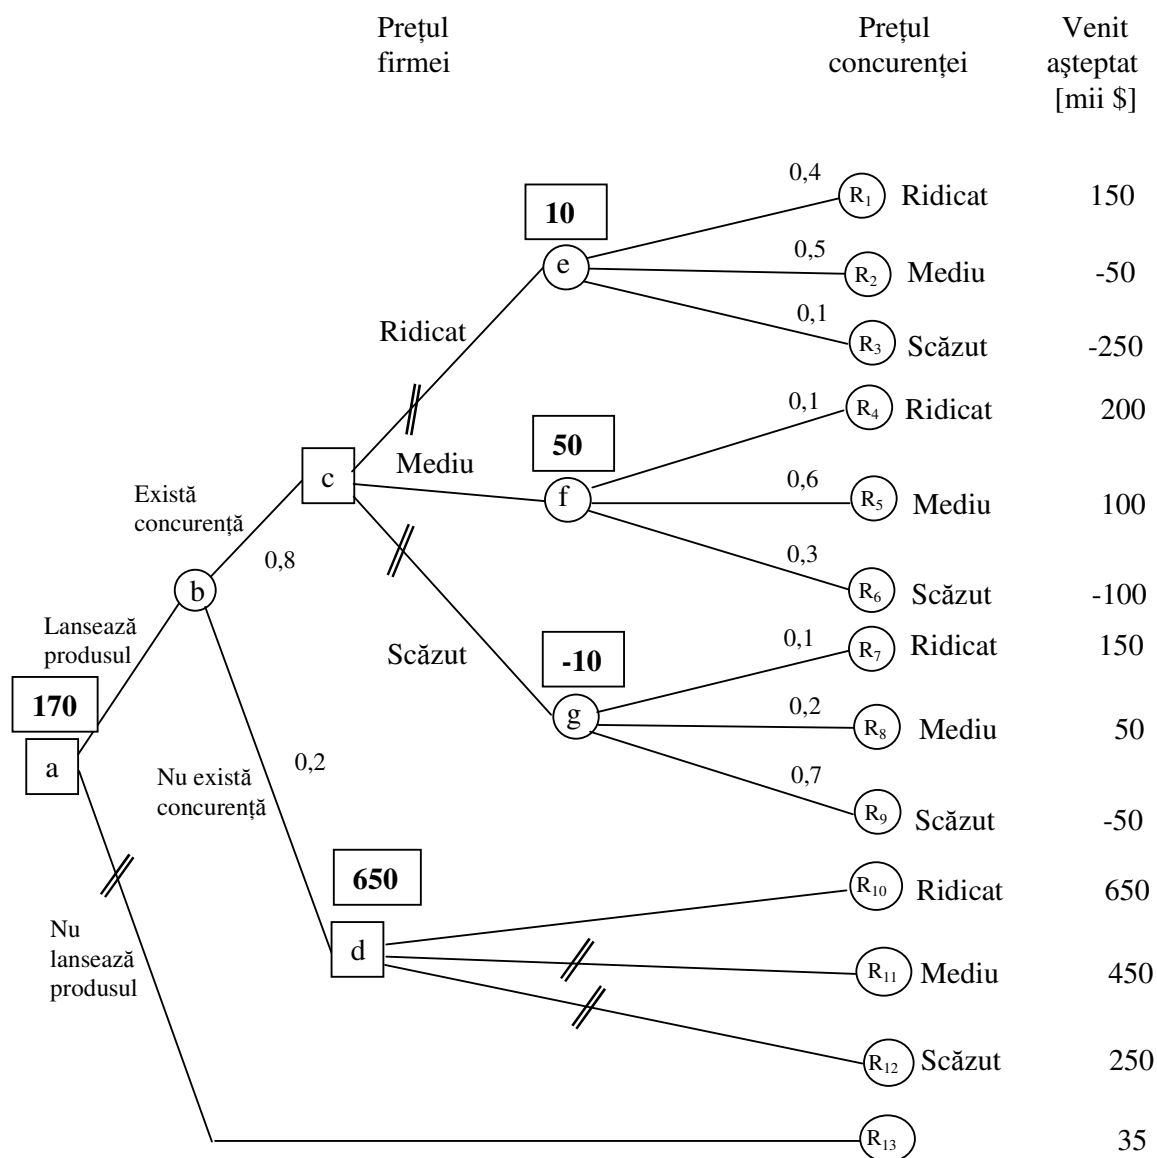 Prețul
firmei
Prețul
concurenței
Venit
așteptat
[mii $]
0,4
R1 Ridicat 150
10
e
0,5
R2 Mediu -50
0,1
R3 Scăzut -250
Ridicat
0,1
R4 Ridicat 200
50
Mediu
c
f
0,6
R5 Mediu 100
Există
concurență
0,8
0,3
R6 Scăzut -100
b
Lansează
produsul
Scăzut
0,1
R7 Ridicat 150
-10
170
g
0,2
R8 Mediu 50
a
0,2
Nu există
concurență
0,7
R9 Scăzut -50
650
R10 Ridicat 650
Nu
lansează
produsul
d
R11 Mediu 450
R12 Scăzut 250
R13 35